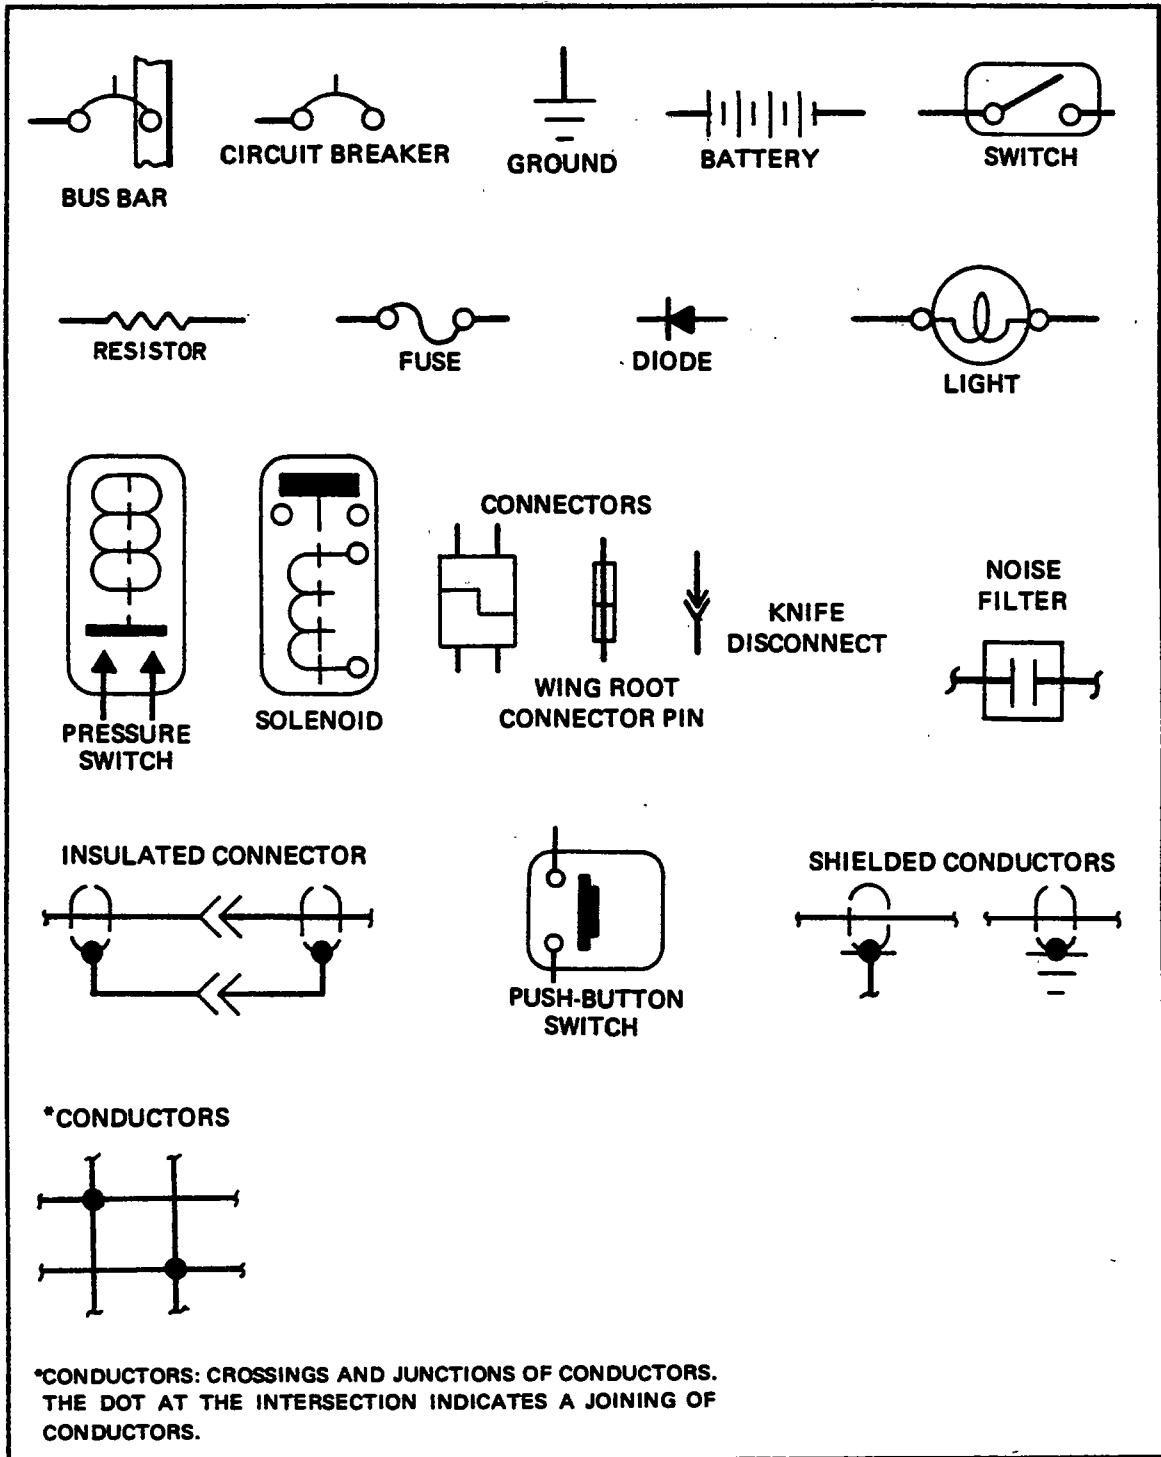 BUS BAR
CIRCUIT BREAKER
GROUND
BATTERY
SWITCH
RESISTOR
FUSE
DIODE
LIGHT
PRESSURE
SWITCH
SOLENOID
CONNECTORS
WING ROOT
CONNECTOR PIN
KNIFE
DISCONNECT
NOISE
FILTER
INSULATED CONNECTOR
PUSH-BUTTON
SWITCH
SHIELDED CONDUCTORS
*CONDUCTORS
*CONDUCTORS: CROSSINGS AND JUNCTIONS OF CONDUCTORS.
THE DOT AT THE INTERSECTION INDICATES A JOINING OF
CONDUCTORS.